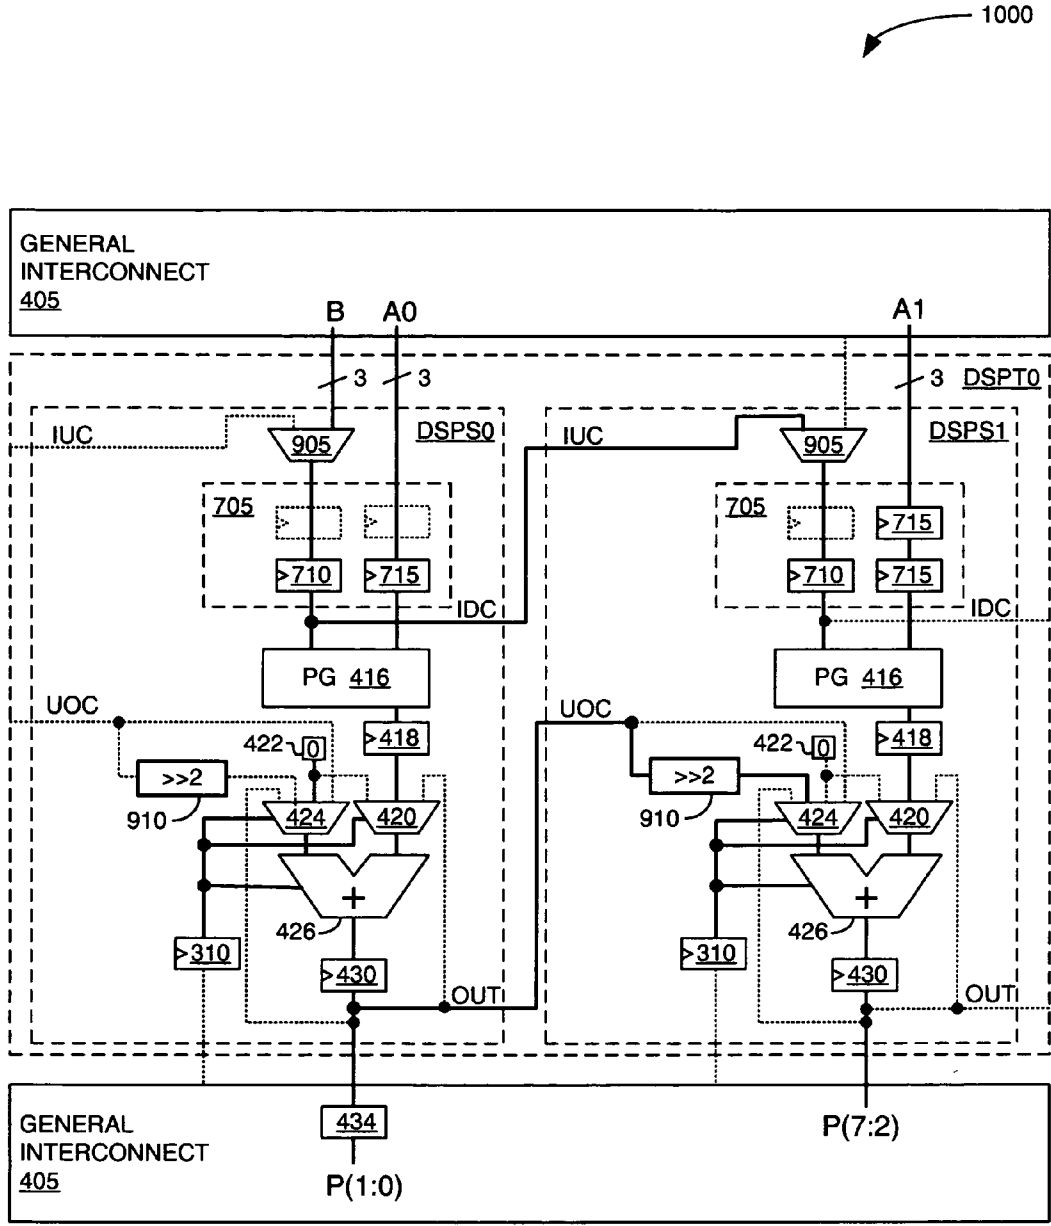 1000
GENERAL
INTERCONNECT
405
B A0 A1
3 3 3 DSPT0
IUC DSPS0 IUC DSPS1
905 905
705 705
715
710 715 710 715
IDC IDC
PG 416 PG 416
UOC UOC
418 418
422 0 422 0
>>2 >>2
910 424 420 910 424 420
+ +
426 426
310 430 310 430
OUT OUT
GENERAL
INTERCONNECT
405
434 P(7:2)
P(1:0)